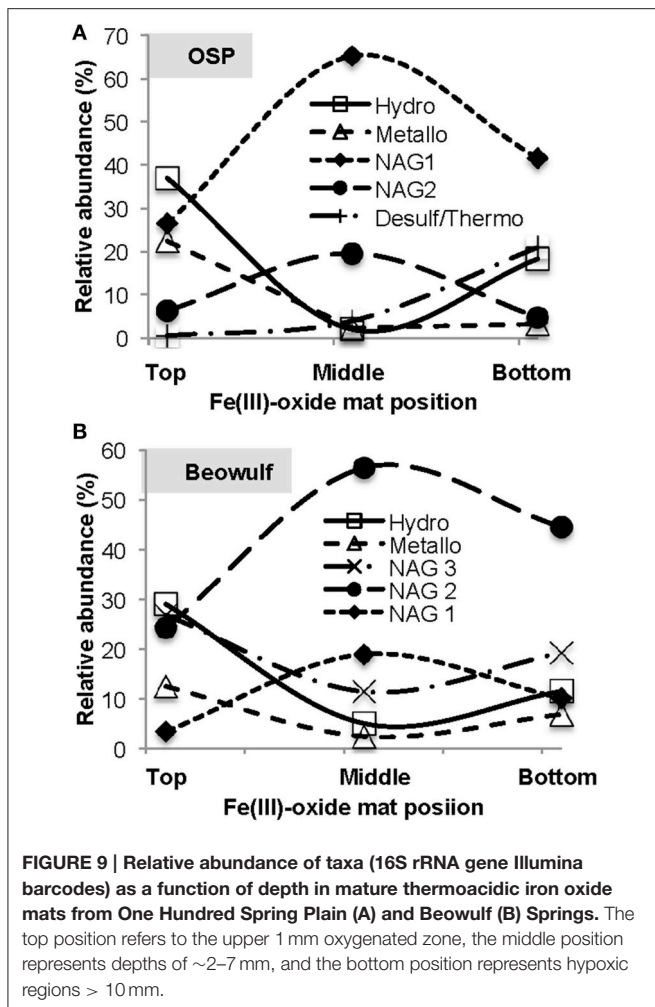 A
OSP
Relative abundance (%)
70
60
50
40
30
20
10
0
Hydro
Metallo
NAG1
NAG2
Desulf/Thermo
Top Middle Bottom
Fe(III)-oxide mat position
B
Beowulf
Relative abundance (%)
60
50
40
30
20
10
0
Hydro
Metallo
NAG 3
NAG 2
NAG 1
Top Middle Bottom
Fe(III)-oxide mat posiion
FIGURE 9 | Relative abundance of taxa (16S rRNA gene Illumina
barcodes) as a function of depth in mature thermoacidic iron oxide
mats from One Hundred Spring Plain (A) and Beowulf (B) Springs. The
top position refers to the upper 1 mm oxygenated zone, the middle position
represents depths of ~2–7 mm, and the bottom position represents hypoxic
regions > 10 mm.